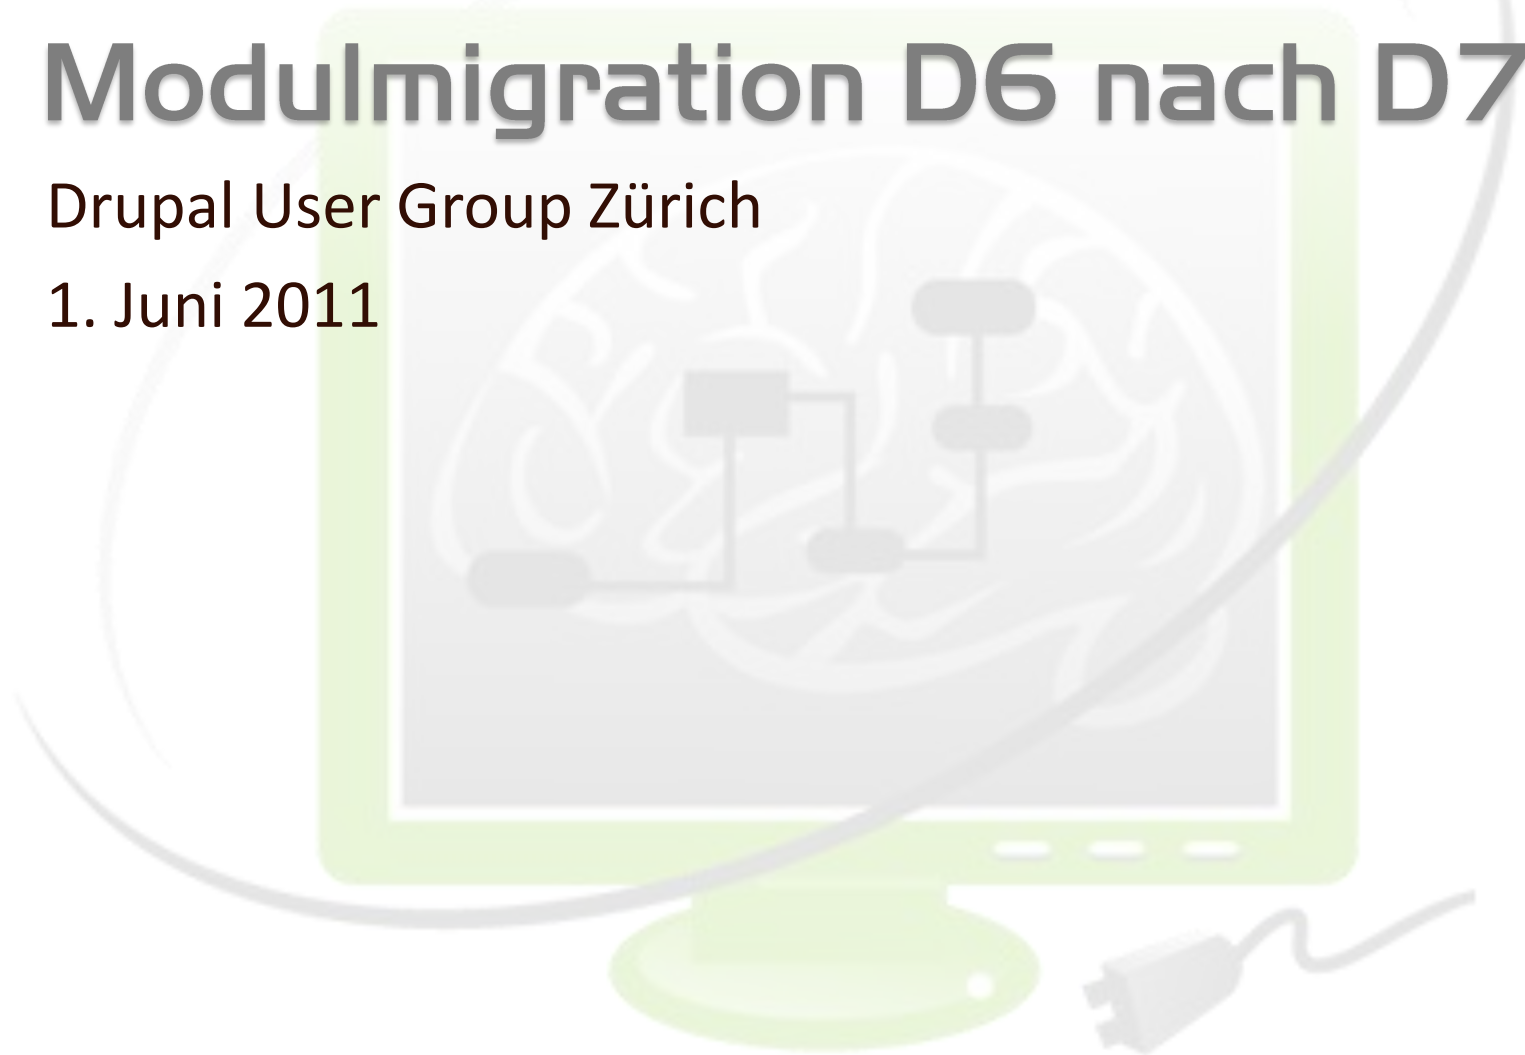 Modulmigration D6 nach D7
Drupal User Group Zürich
1. Juni 2011